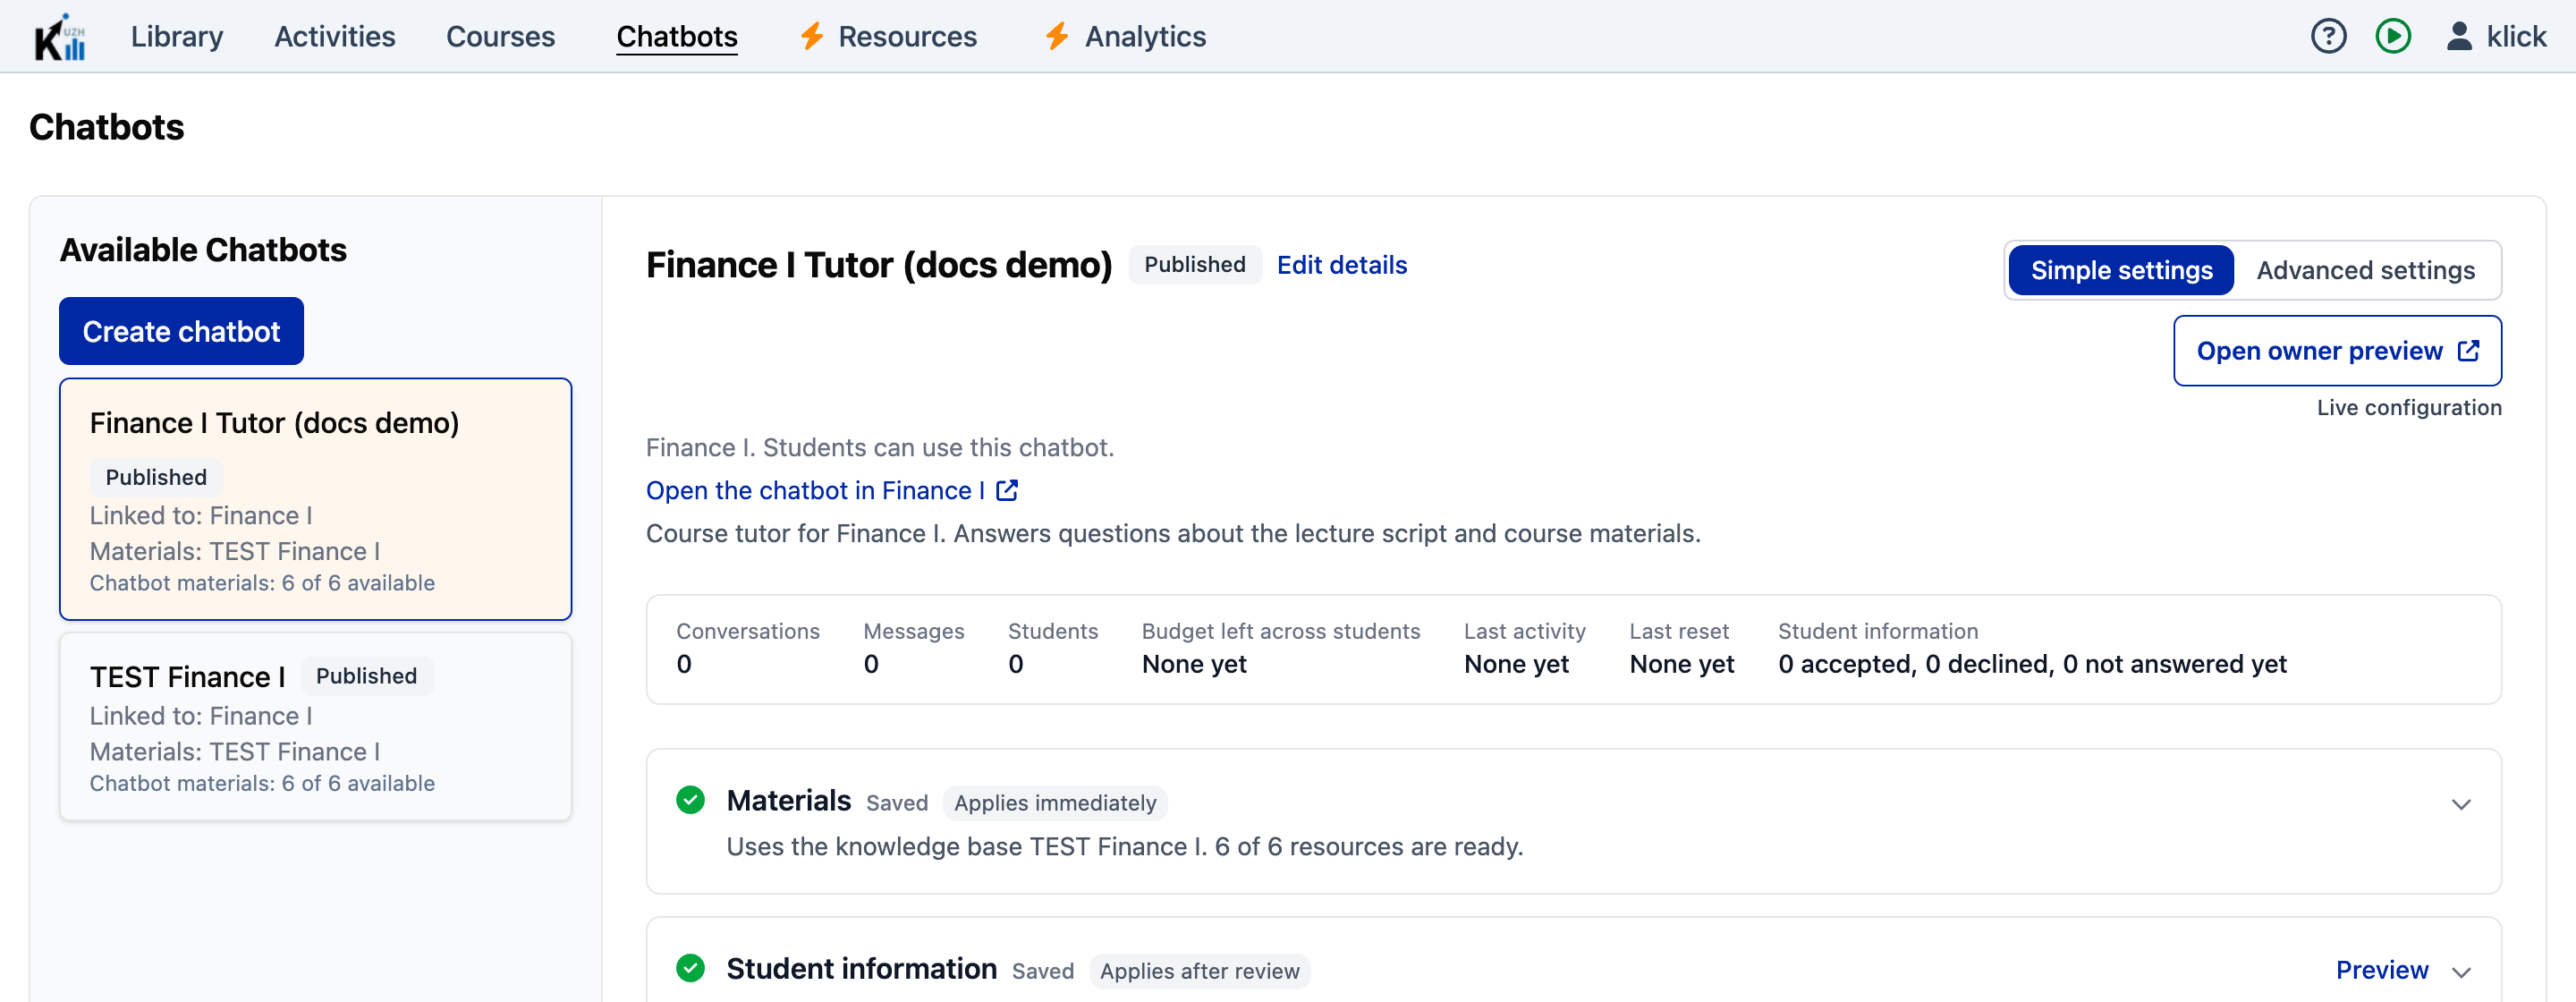 K UZH Library Activities Courses Chatbots Resources Analytics ? klick
Chatbots
Available Chatbots
Create chatbot
Finance I Tutor (docs demo)
Published
Linked to: Finance I
Materials: TEST Finance I
Chatbot materials: 6 of 6 available
TEST Finance I Published
Linked to: Finance I
Materials: TEST Finance I
Chatbot materials: 6 of 6 available
Finance I Tutor (docs demo) Published Edit details
Simple settings Advanced settings
Open owner preview
Live configuration
Finance I. Students can use this chatbot.
Open the chatbot in Finance I
Course tutor for Finance I. Answers questions about the lecture script and course materials.
Conversations Messages Students Budget left across students Last activity Last reset Student information
0 0 0 None yet None yet None yet 0 accepted, 0 declined, 0 not answered yet
Materials Saved Applies immediately
Uses the knowledge base TEST Finance I. 6 of 6 resources are ready.
Student information Saved Applies after review Preview